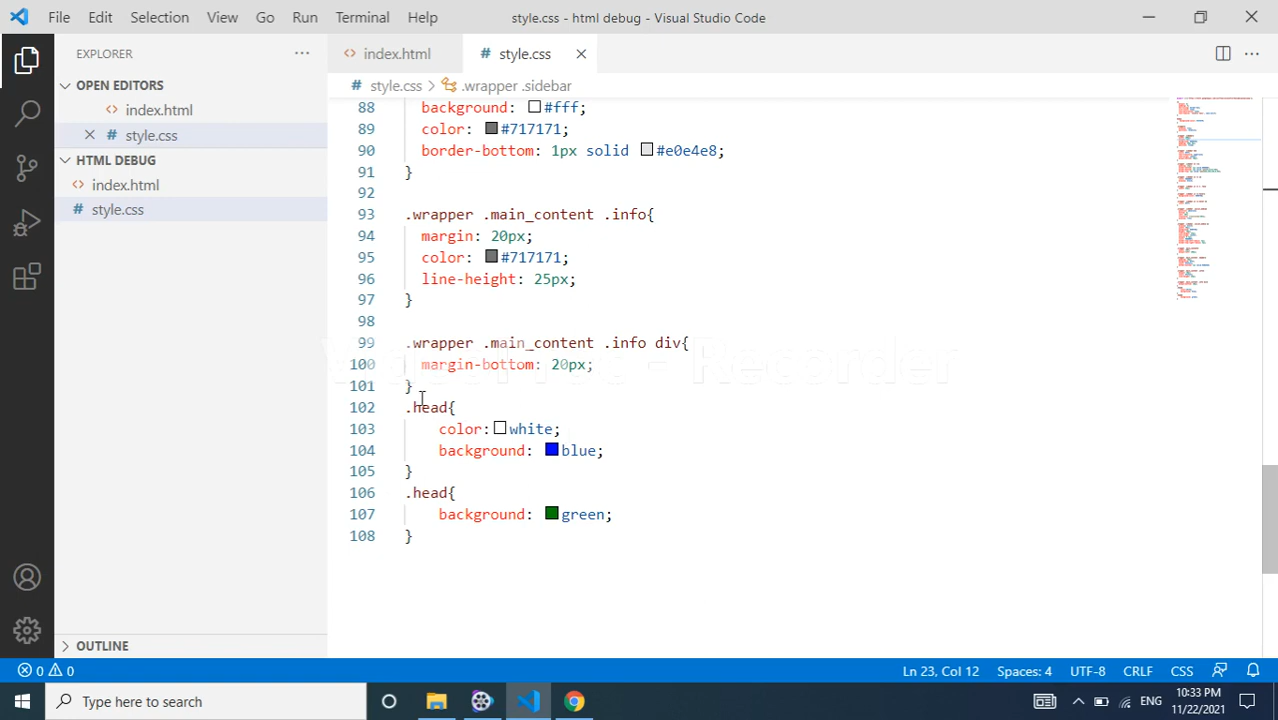 File Edit Selection View Go Run Terminal Help style.css - html debug - Visual Studio Code
EXPLORER
OPEN EDITORS
index.html
style.css
HTML DEBUG
index.html
style.css
OUTLINE
index.html style.css
style.css > .wrapper .sidebar
88 background: #fff;
89 color: #717171;
90 border-bottom: 1px solid #e0e4e8;
91 }
92
93 .wrapper .main_content .info{
94 margin: 20px;
95 color: #717171;
96 line-height: 25px;
97 }
98
99 .wrapper .main_content .info div{
100 margin-bottom: 20px;
101 }
102 .head{
103 color: white;
104 background: blue;
105 }
106 .head{
107 background: green;
108 }
Recorder
0 0 Ln 23, Col 12 Spaces: 4 UTF-8 CRLF CSS
Type here to search
ENG
10:33 PM
11/22/2021